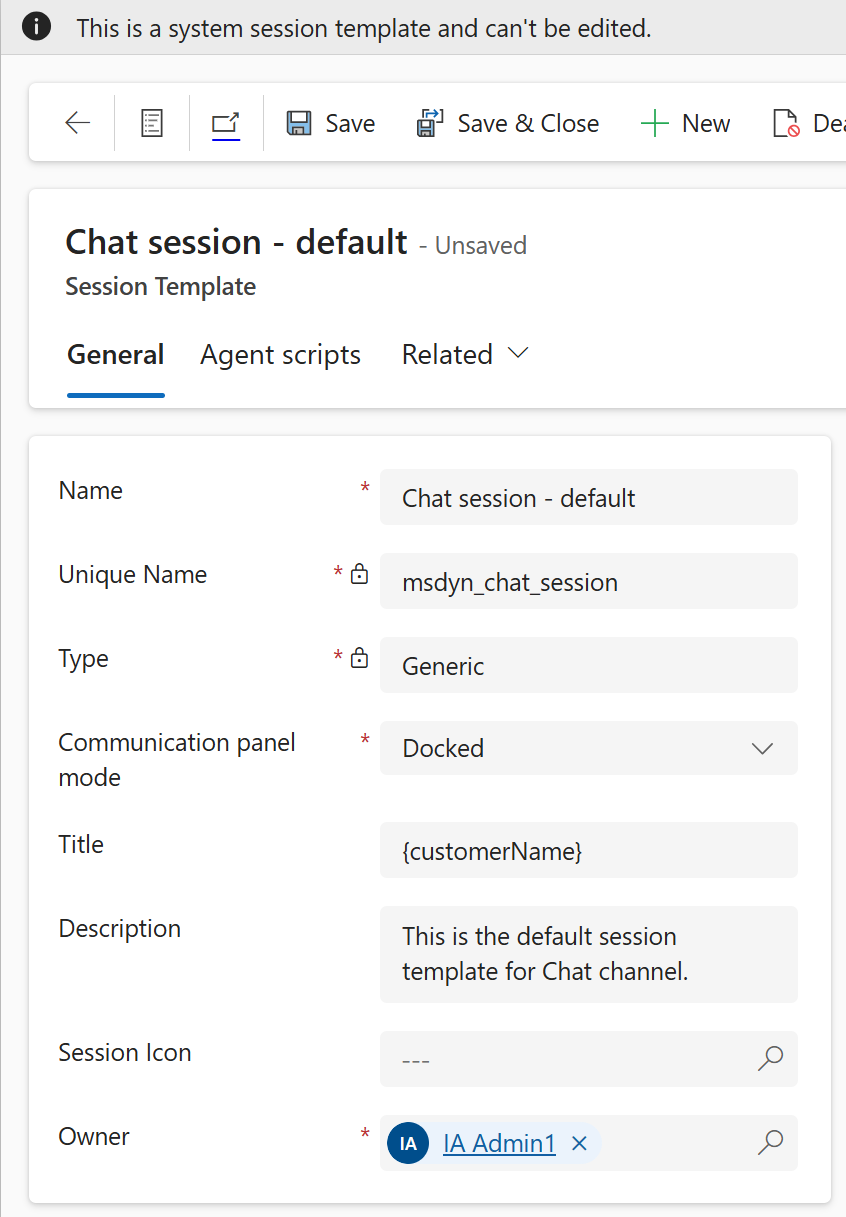 This is a system session template and can't be edited.
Save Save & Close New Dea
Chat session - default - Unsaved
Session Template
General Agent scripts Related
Name * Chat session - default
Unique Name * msdyn_chat_session
Type * Generic
Communication panel mode * Docked
Title {customerName}
Description This is the default session
template for Chat channel.
Session Icon ---
Owner * IA IA Admin1